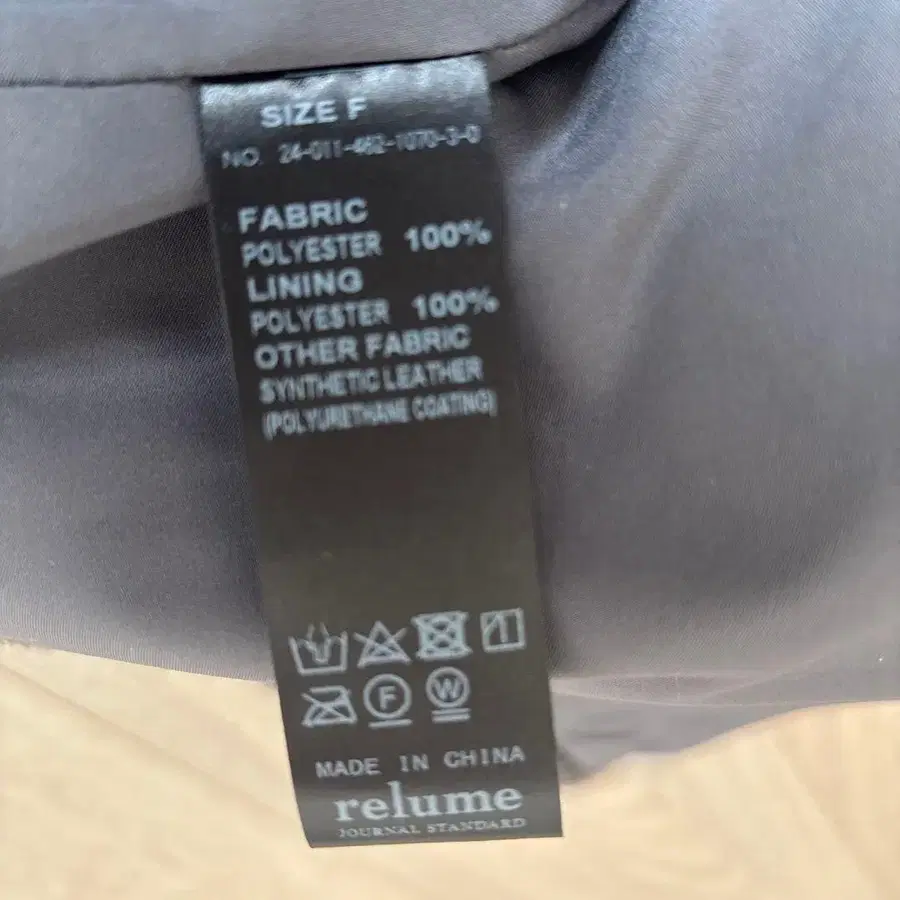 SIZE F
NO. 24-011-462-1070-3-0
FABRIC
POLYESTER 100%
LINING
POLYESTER 100%
OTHER FABRIC
SYNTHETIC LEATHER
(POLYURETHANE COATING)
F W
MADE IN CHINA
relume
JOURNAL STANDARD